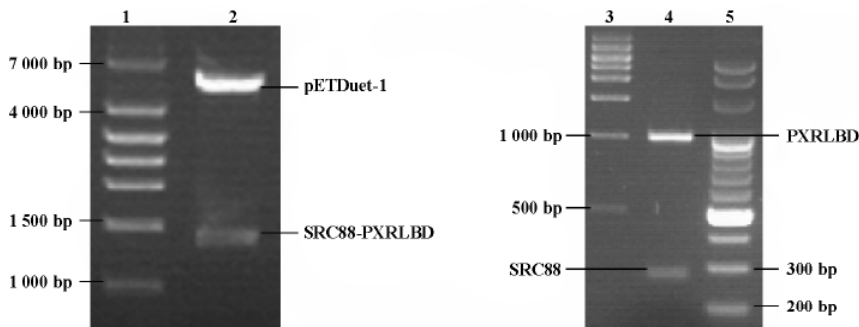 1 2
7 000 bp
pETDuet-1
4 000 bp
1 500 bp
SRC88-PXRLBD
1 000 bp
3 4 5
1 000 bp
PXRLBD
500 bp
SRC88
300 bp
200 bp